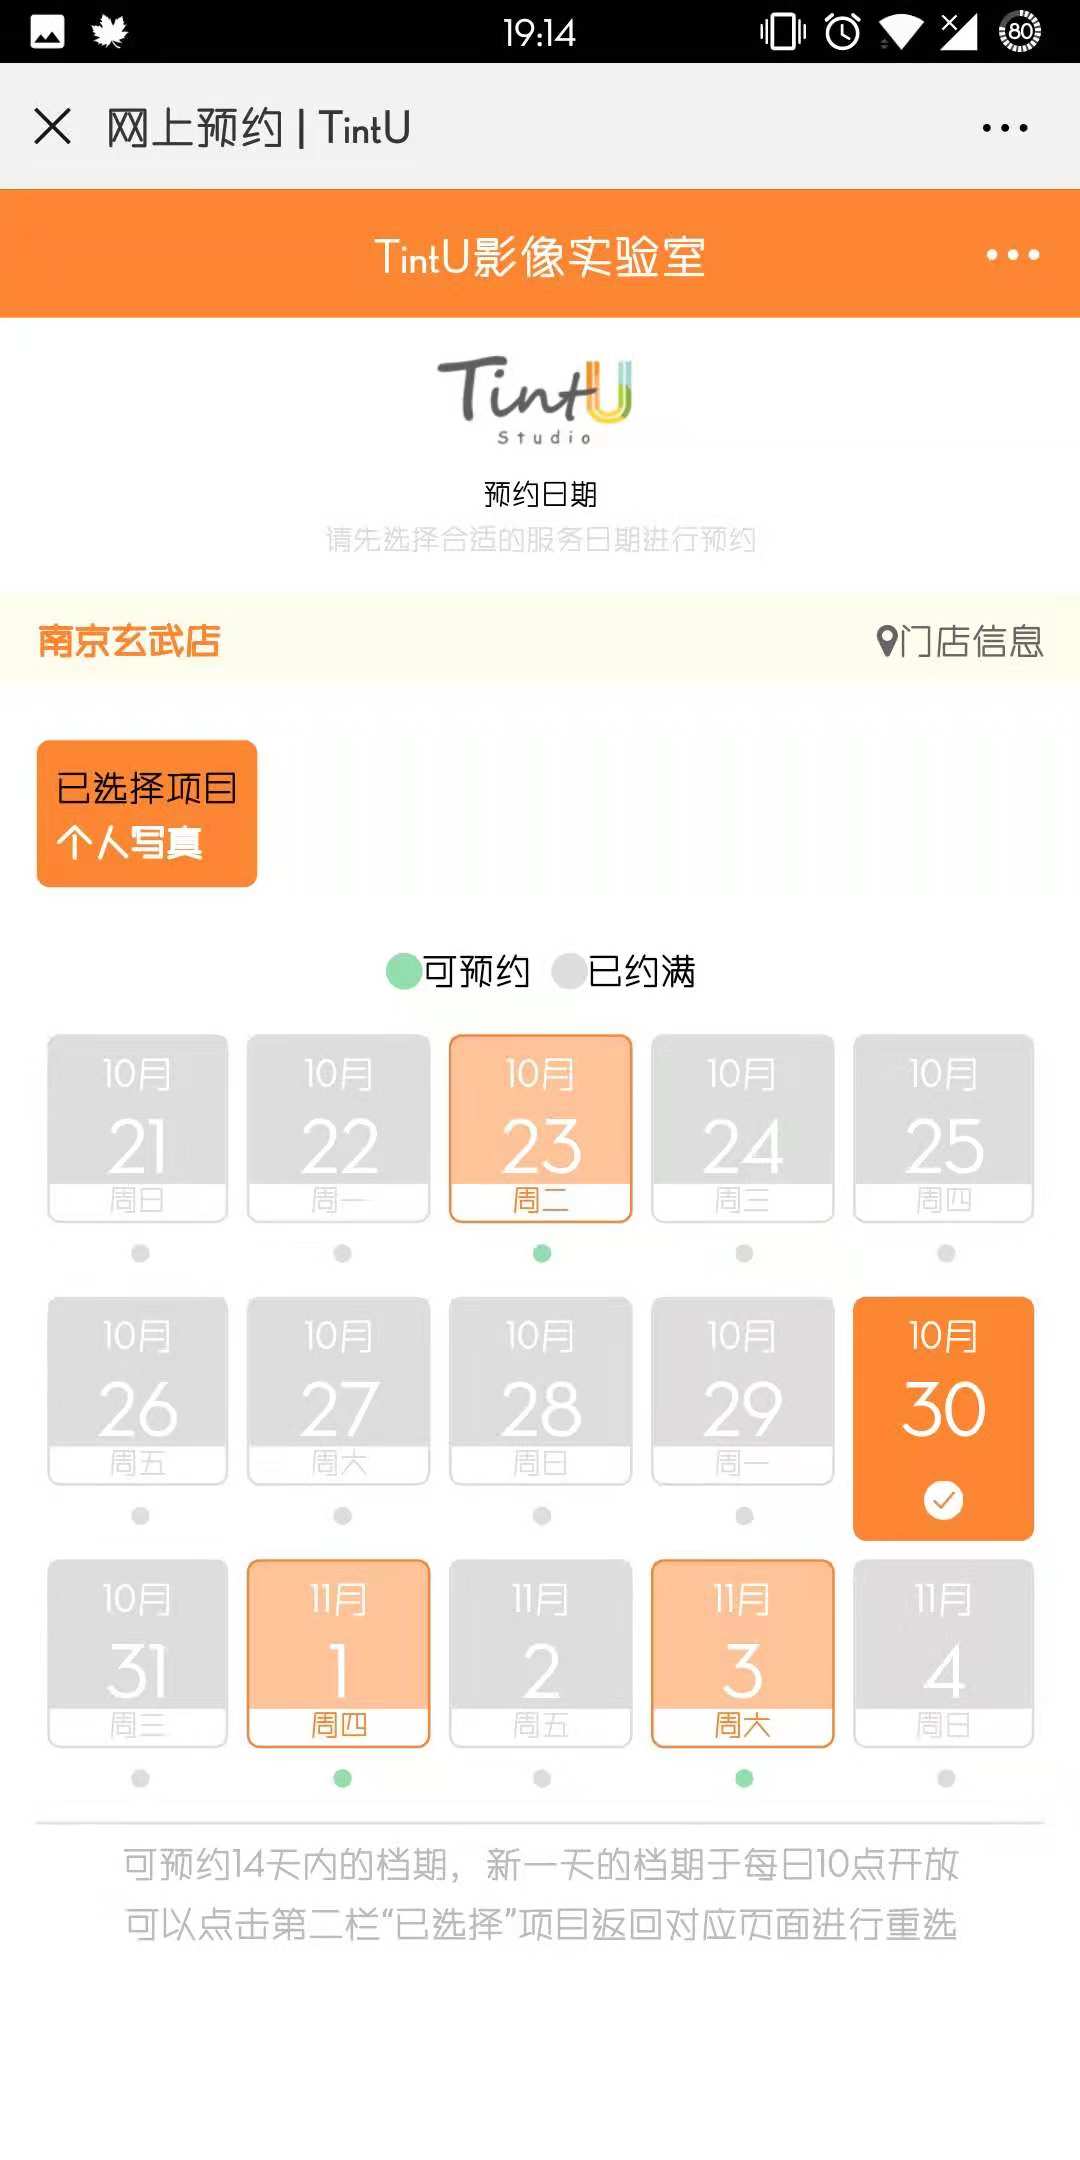 19:14
80
网上预约 | TintU
TintU影像实验室
TintU
Studio
预约日期
请先选择合适的服务日期进行预约
南京玄武店 门店信息
已选择项目
个人写真
可预约 已约满
10月 10月 10月 10月 10月
21 22 23 24 25
周日 周一 周二 周三 周四
10月 10月 10月 10月 10月
26 27 28 29 30
周五 周六 周日 周一
10月 11月 11月 11月 11月
31 1 2 3 4
周三 周四 周五 周六 周日
可预约14天内的档期，新一天的档期于每日10点开放
可以点击第二栏“已选择”项目返回对应页面进行重选